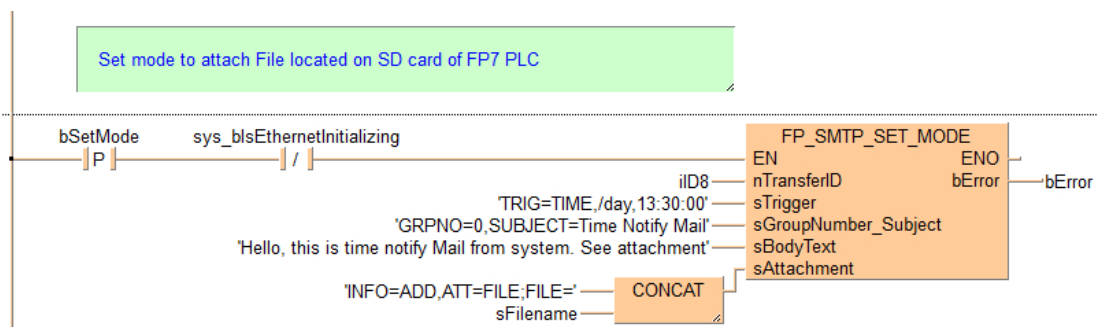 Set mode to attach File located on SD card of FP7 PLC
bSetMode sys_bIsEthernetInitializing FP_SMTP_SET_MODE
P / EN ENO
iID8 nTransferID bError bError
'TRIG=TIME,/day,13:30:00' sTrigger
'GRPNO=0,SUBJECT=Time Notify Mail' sGroupNumber_Subject
'Hello, this is time notify Mail from system. See attachment' sBodyText
sAttachment
'INFO=ADD,ATT=FILE;FILE=' CONCAT
sFilename